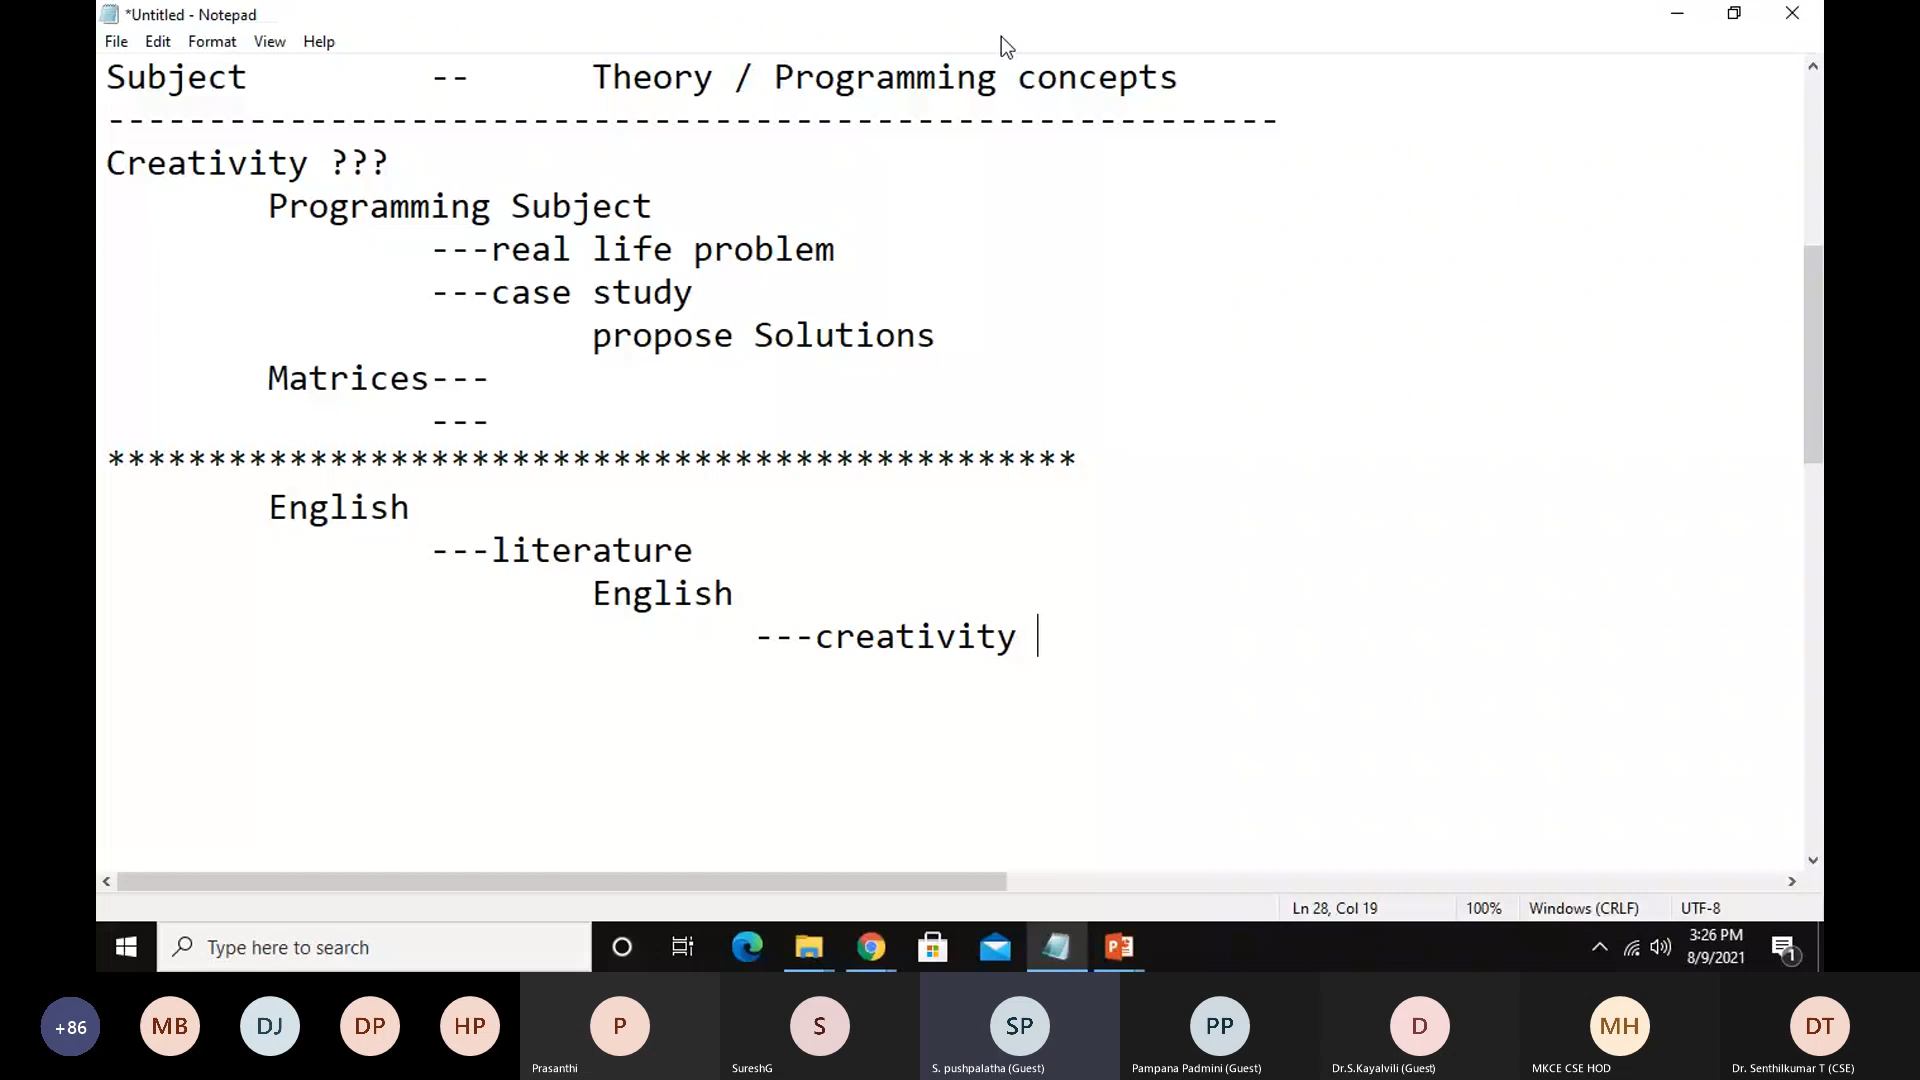 *Untitled - Notepad
File Edit Format View Help
Subject -- Theory / Programming concepts
----------------------------------------------------------
Creativity ???
Programming Subject
---real life problem
---case study
propose Solutions
Matrices---
---
************************************************
English
---literature
English
---creativity
Ln 28, Col 19 100% Windows (CRLF) UTF-8
Type here to search
3:26 PM
8/9/2021
1
+86 MB DJ DP HP P S SP PP D MH DT
Prasanthi SureshG S. pushpalatha (Guest) Pampana Padmini (Guest) Dr.S.Kayalvili (Guest) MKCE CSE HOD Dr. Senthilkumar T (CSE)